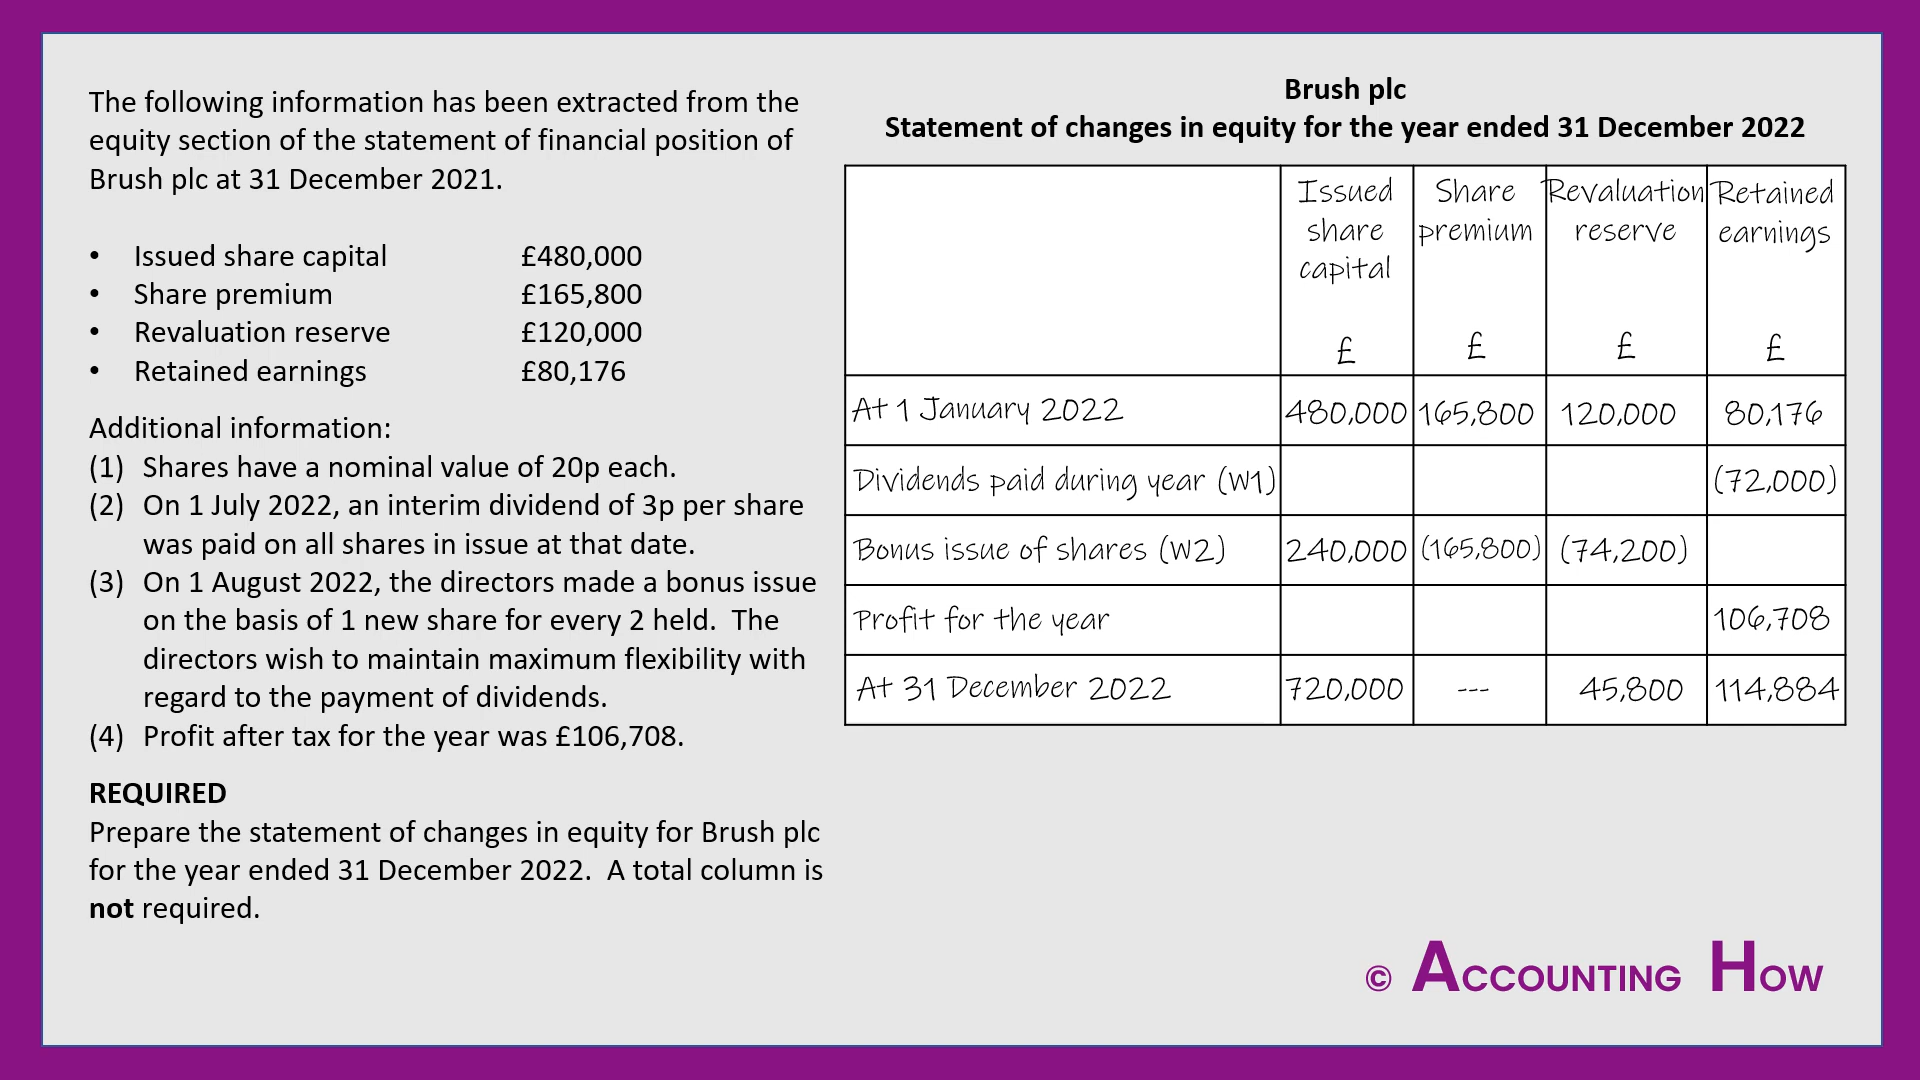 The following information has been extracted from the
equity section of the statement of financial position of
Brush plc at 31 December 2021.
• Issued share capital £480,000
• Share premium £165,800
• Revaluation reserve £120,000
• Retained earnings £80,176
Additional information:
(1) Shares have a nominal value of 20p each.
(2) On 1 July 2022, an interim dividend of 3p per share
was paid on all shares in issue at that date.
(3) On 1 August 2022, the directors made a bonus issue
on the basis of 1 new share for every 2 held. The
directors wish to maintain maximum flexibility with
regard to the payment of dividends.
(4) Profit after tax for the year was £106,708.
REQUIRED
Prepare the statement of changes in equity for Brush plc
for the year ended 31 December 2022. A total column is
not required.
Brush plc
Statement of changes in equity for the year ended 31 December 2022
Issued Share Revaluation Retained
share premium reserve earnings
capital
£ £ £ £
At 1 January 2022 480,000 165,800 120,000 80,176
Dividends paid during year (W1) (72,000)
Bonus issue of shares (W2) 240,000 (165,800) (74,200)
Profit for the year 106,708
At 31 December 2022 720,000 --- 45,800 114,884
© ACCOUNTING HOW